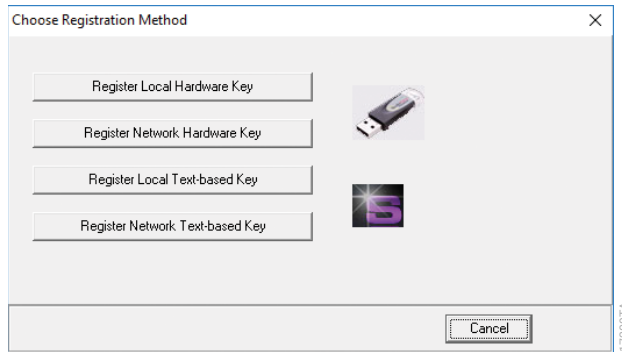 Choose Registration Method
Register Local Hardware Key
Register Network Hardware Key
Register Local Text-based Key
S
Register Network Text-based Key
Cancel